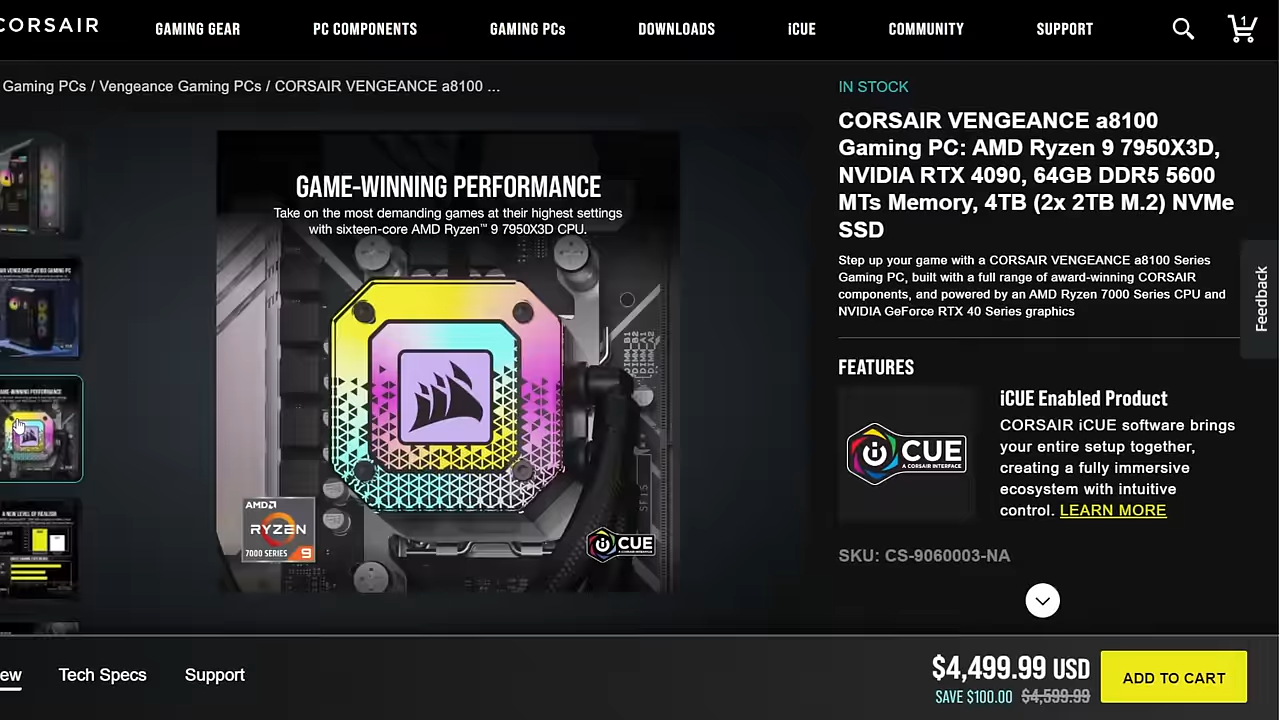 CORSAIR
GAMING GEAR
PC COMPONENTS
GAMING PCs
DOWNLOADS
iCUE
COMMUNITY
SUPPORT
1
Gaming PCs / Vengeance Gaming PCs / CORSAIR VENGEANCE a8100 ...
GAME-WINNING PERFORMANCE
Take on the most demanding games at their highest settings
with sixteen-core AMD Ryzen™ 9 7950X3D CPU.
DIMM_B1
DIMM_B2
DIMM_A1
DIMM_A2
AMD
RYZEN
7000 SERIES 9
iCUE
A CORSAIR INTERFACE
IN STOCK
CORSAIR VENGEANCE a8100
Gaming PC: AMD Ryzen 9 7950X3D,
NVIDIA RTX 4090, 64GB DDR5 5600
MTs Memory, 4TB (2x 2TB M.2) NVMe
SSD
Step up your game with a CORSAIR VENGEANCE a8100 Series
Gaming PC, built with a full range of award-winning CORSAIR
components, and powered by an AMD Ryzen 7000 Series CPU and
NVIDIA GeForce RTX 40 Series graphics
FEATURES
iCUE
A CORSAIR INTERFACE
iCUE Enabled Product
CORSAIR iCUE software brings
your entire setup together,
creating a fully immersive
ecosystem with intuitive
control. LEARN MORE
SKU: CS-9060003-NA
Feedback
ew
Tech Specs
Support
$4,499.99 USD
SAVE $100.00 $4,599.99
ADD TO CART